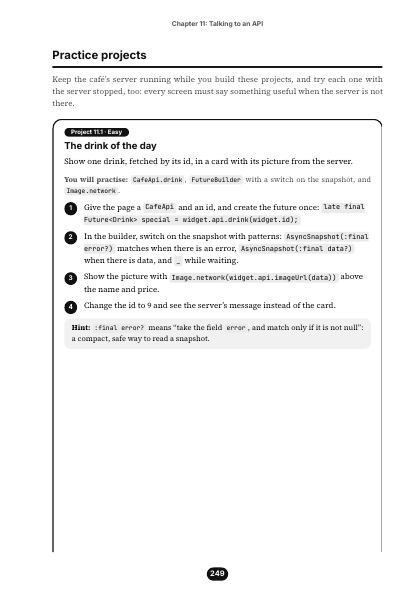 Chapter 11: Talking to an API
Practice projects
Keep the café's server running while you build these projects, and try each one with
the server stopped, too: every screen must say something useful when the server is not
there.
Project 11.1 · Easy
The drink of the day
Show one drink, fetched by its id, in a card with its picture from the server.
You will practise: CafeApi.drink, FutureBuilder with a switch on the snapshot, and
Image.network.
1 Give the page a CafeApi and an id, and create the future once: late final
Future<Drink> special = widget.api.drink(widget.id);
2 In the builder, switch on the snapshot with patterns: AsyncSnapshot(:final
error?) matches when there is an error, AsyncSnapshot(:final data?)
when there is data, and _ while waiting.
3 Show the picture with Image.network(widget.api.imageUrl(data)) above
the name and price.
4 Change the id to 9 and see the server's message instead of the card.
Hint: :final error? means “take the field error, and match only if it is not null”:
a compact, safe way to read a snapshot.
249